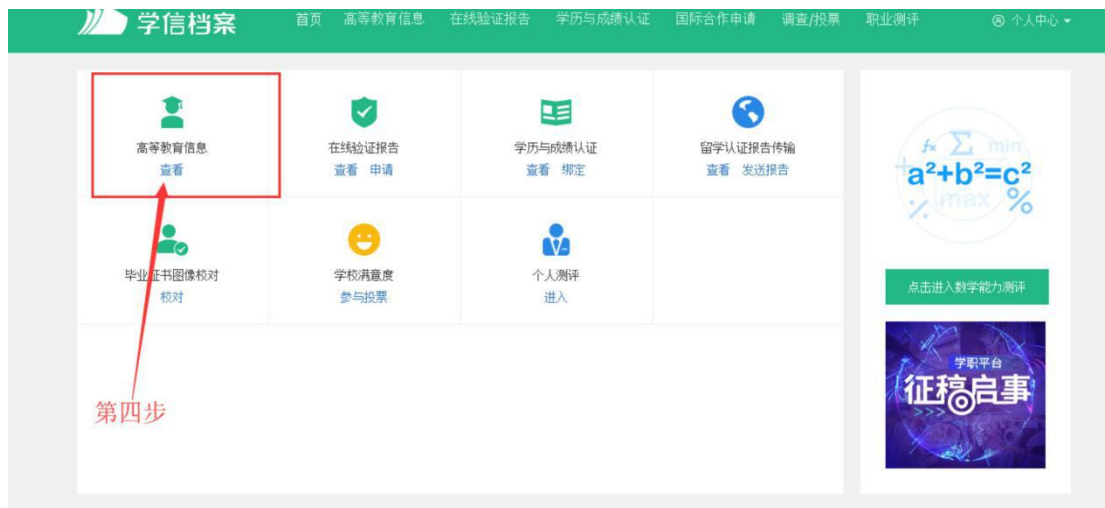 学信档案
首页 高等教育信息 在线验证报告 学历与成绩认证 国际合作申请 调查/投票 职业测评 个人中心
高等教育信息
查看
在线验证报告
查看 申请
学历与成绩认证
查看 绑定
留学认证报告传输
查看 发送报告
毕业证书图像校对
校对
学校满意度
参与投票
个人测评
进入
第四步
fx Σ min
a²+b²=c²
max %
点击进入数学能力测评
学职平台
征稿启事
>>>